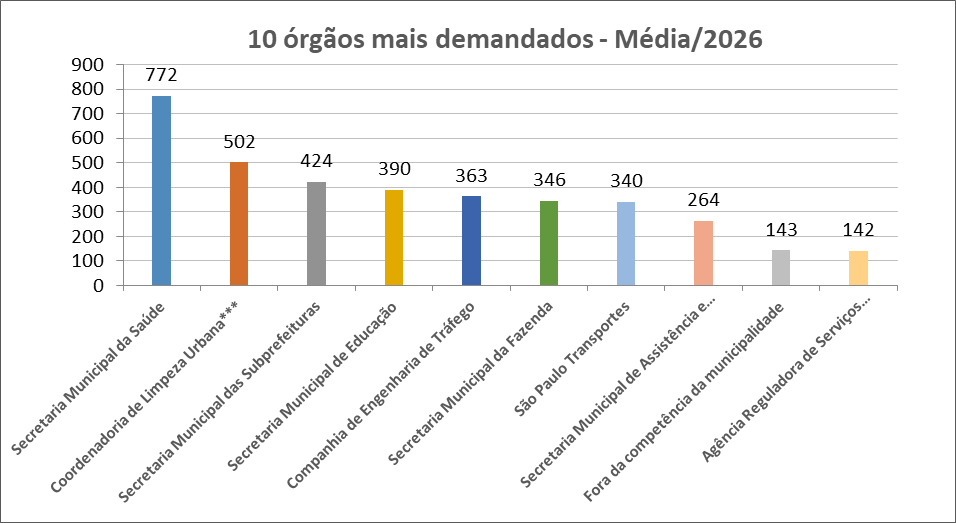 10 órgãos mais demandados - Média/2026
900
800
700
600
500
400
300
200
100
0
772
502
424
390
363
346
340
264
143
142
Secretaria Municipal da Saúde
Coordenadoria de Limpeza Urbana***
Secretaria Municipal das Subprefeituras
Secretaria Municipal de Educação
Companhia de Engenharia de Tráfego
Secretaria Municipal da Fazenda
São Paulo Transportes
Secretaria Municipal de Assistência e...
Fora da competência da municipalidade
Agência Reguladora de Serviços...